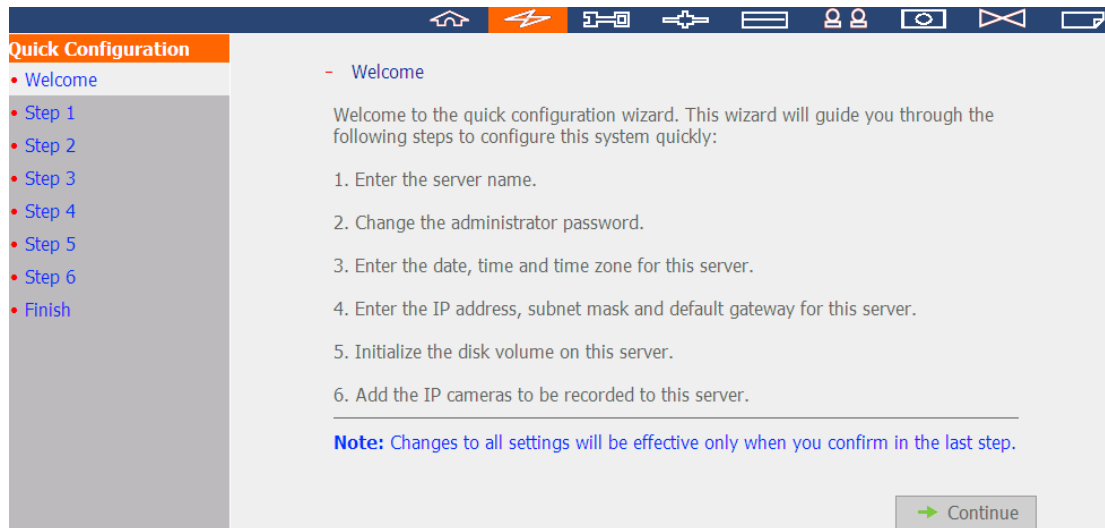 Quick Configuration
• Welcome
• Step 1
• Step 2
• Step 3
• Step 4
• Step 5
• Step 6
• Finish
- Welcome
Welcome to the quick configuration wizard. This wizard will guide you through the
following steps to configure this system quickly:
1. Enter the server name.
2. Change the administrator password.
3. Enter the date, time and time zone for this server.
4. Enter the IP address, subnet mask and default gateway for this server.
5. Initialize the disk volume on this server.
6. Add the IP cameras to be recorded to this server.
Note: Changes to all settings will be effective only when you confirm in the last step.
Continue